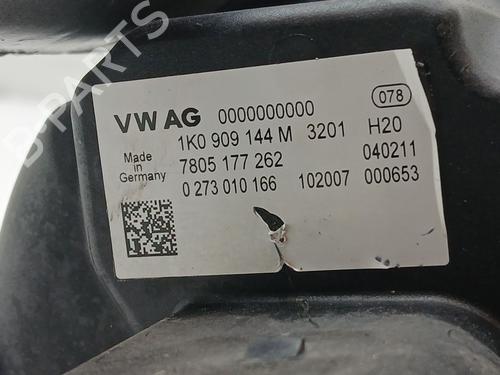 VW AG 0000000000 078
1K0 909 144 M 3201 H20
Made in Germany 7805 177 262 040211
0 273 010 166 102007 000653
B-PARTS